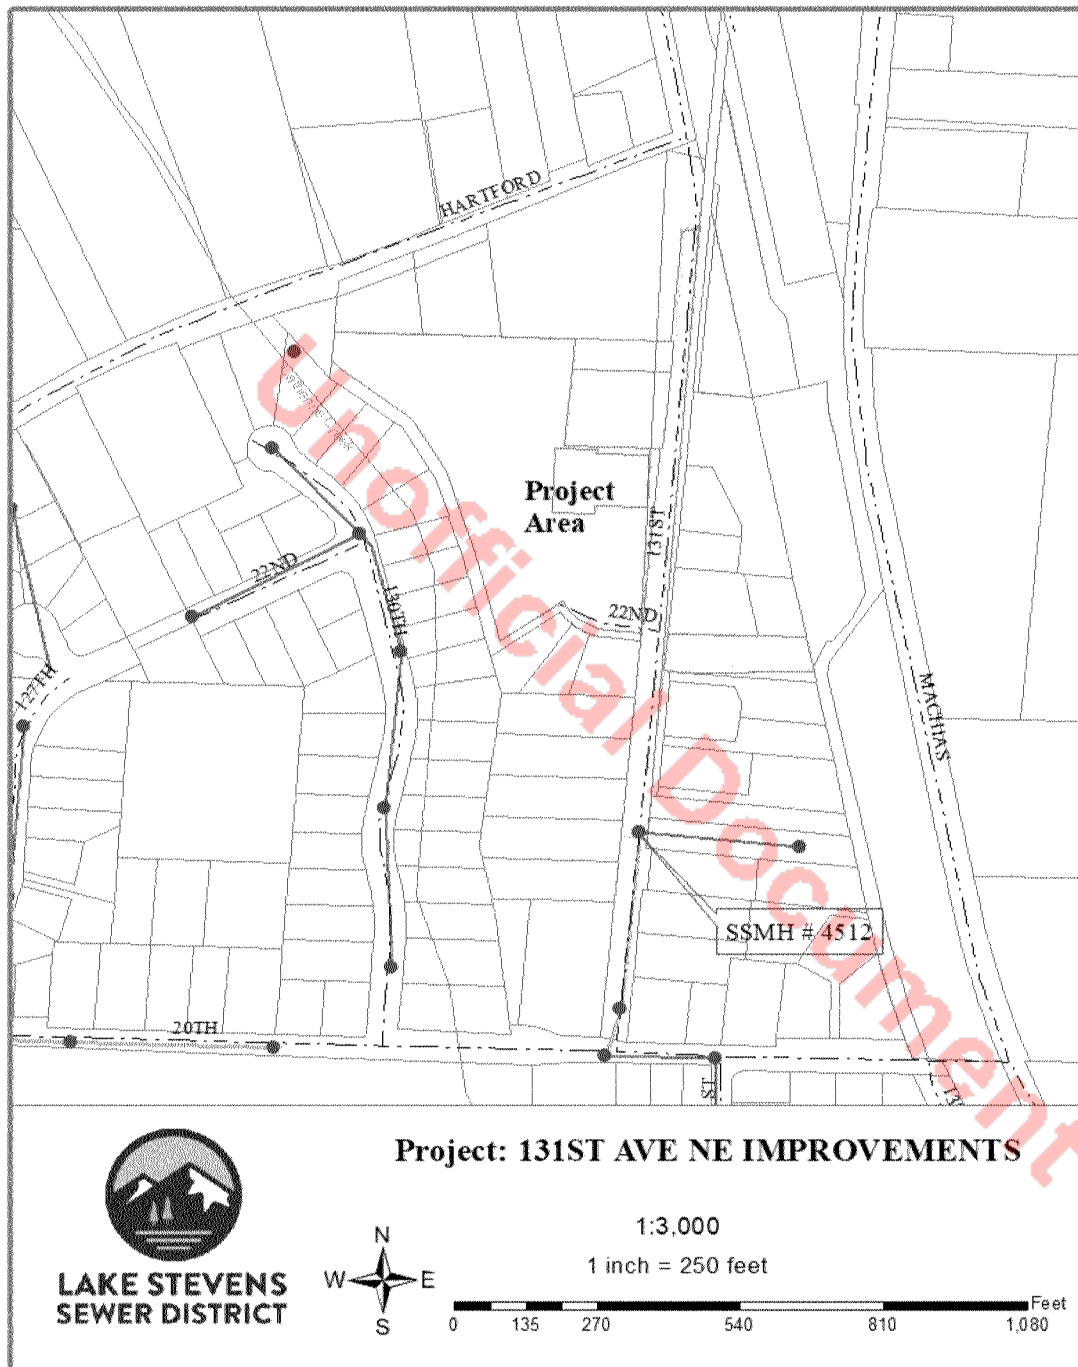 HARTFORD
Project
Area
131ST
22ND
130TH
22ND
127TH
MACHIAS
SSMH # 4512
20TH
ST
Unofficial Document
Project: 131ST AVE NE IMPROVEMENTS
1:3,000
1 inch = 250 feet
N
W E
S
LAKE STEVENS
SEWER DISTRICT
Feet
0 135 270 540 810 1,080